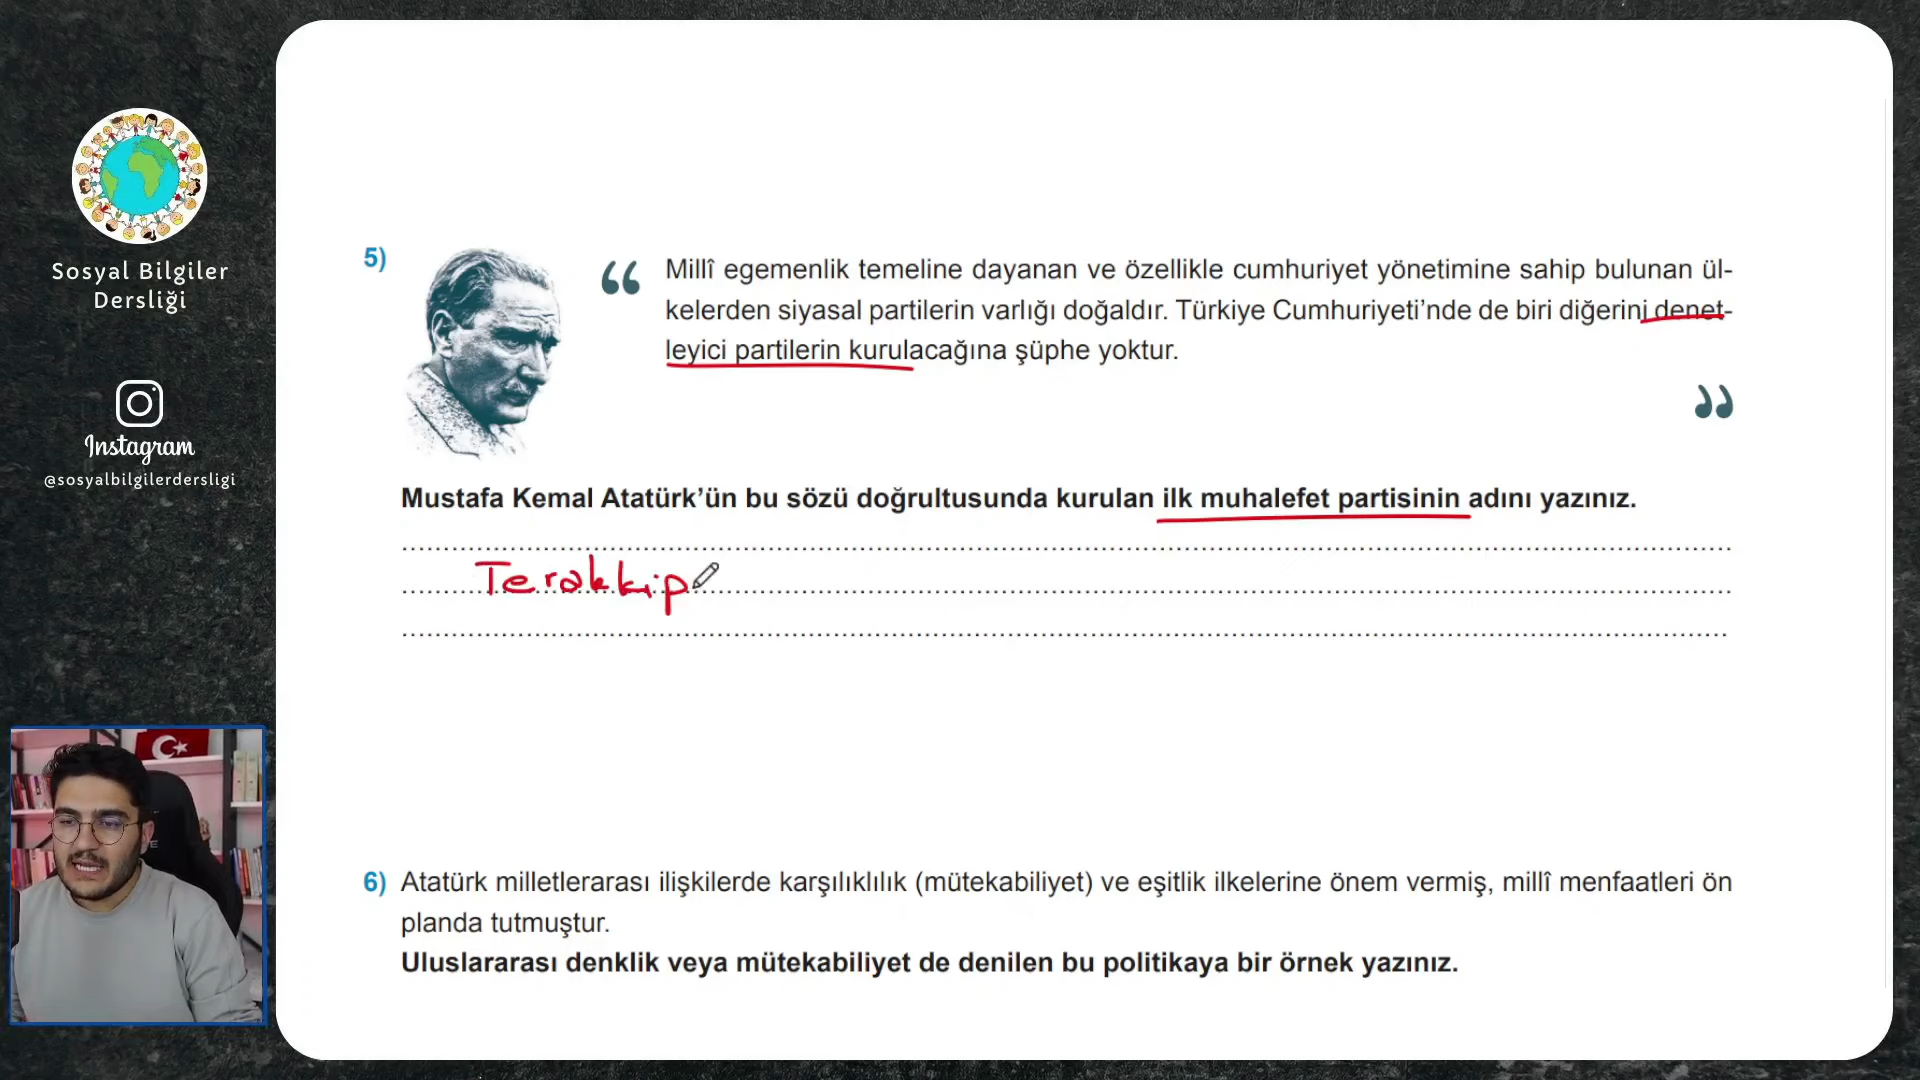 Sosyal Bilgiler
Dersliği
Instagram
@sosyalbilgilerdersligi
5)
Millî egemenlik temeline dayanan ve özellikle cumhuriyet yönetimine sahip bulunan ül-
kelerden siyasal partilerin varlığı doğaldır. Türkiye Cumhuriyeti’nde de biri diğerini denet-
leyici partilerin kurulacağına şüphe yoktur.
Mustafa Kemal Atatürk’ün bu sözü doğrultusunda kurulan ilk muhalefet partisinin adını yazınız.
Terakkip
6) Atatürk milletlerarası ilişkilerde karşılıklılık (mütekabiliyet) ve eşitlik ilkelerine önem vermiş, millî menfaatleri ön
planda tutmuştur.
Uluslararası denklik veya mütekabiliyet de denilen bu politikaya bir örnek yazınız.